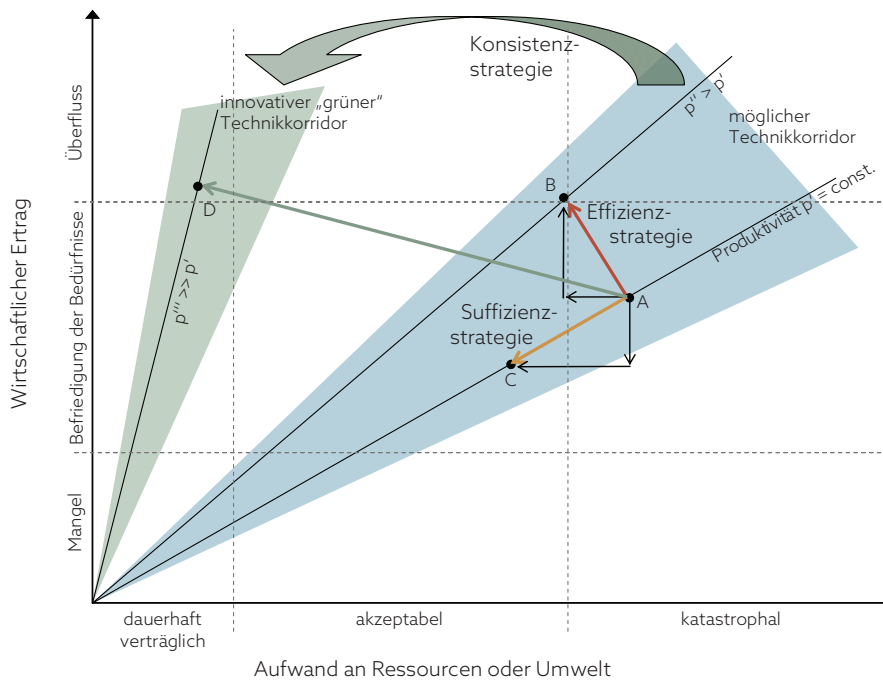 Konsistenz-
strategie
innovativer „grüner“
Technikkorridor
p'' > p'
möglicher
Technikkorridor
Überfluss
B
Effizienz-
strategie
Produktivität p' = const.
D
p''' >> p'
A
Suffizienz-
strategie
C
Wirtschaftlicher Ertrag
Befriedigung der Bedürfnisse
Mangel
dauerhaft
verträglich
akzeptabel
katastrophal
Aufwand an Ressourcen oder Umwelt